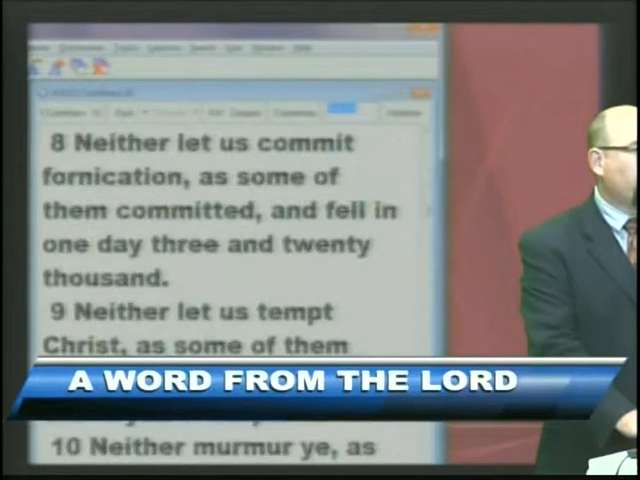 8 Neither let us commit
fornication, as some of
them committed, and fell in
one day three and twenty
thousand.
9 Neither let us tempt
Christ, as some of them
A WORD FROM THE LORD
10 Neither murmur ye, as